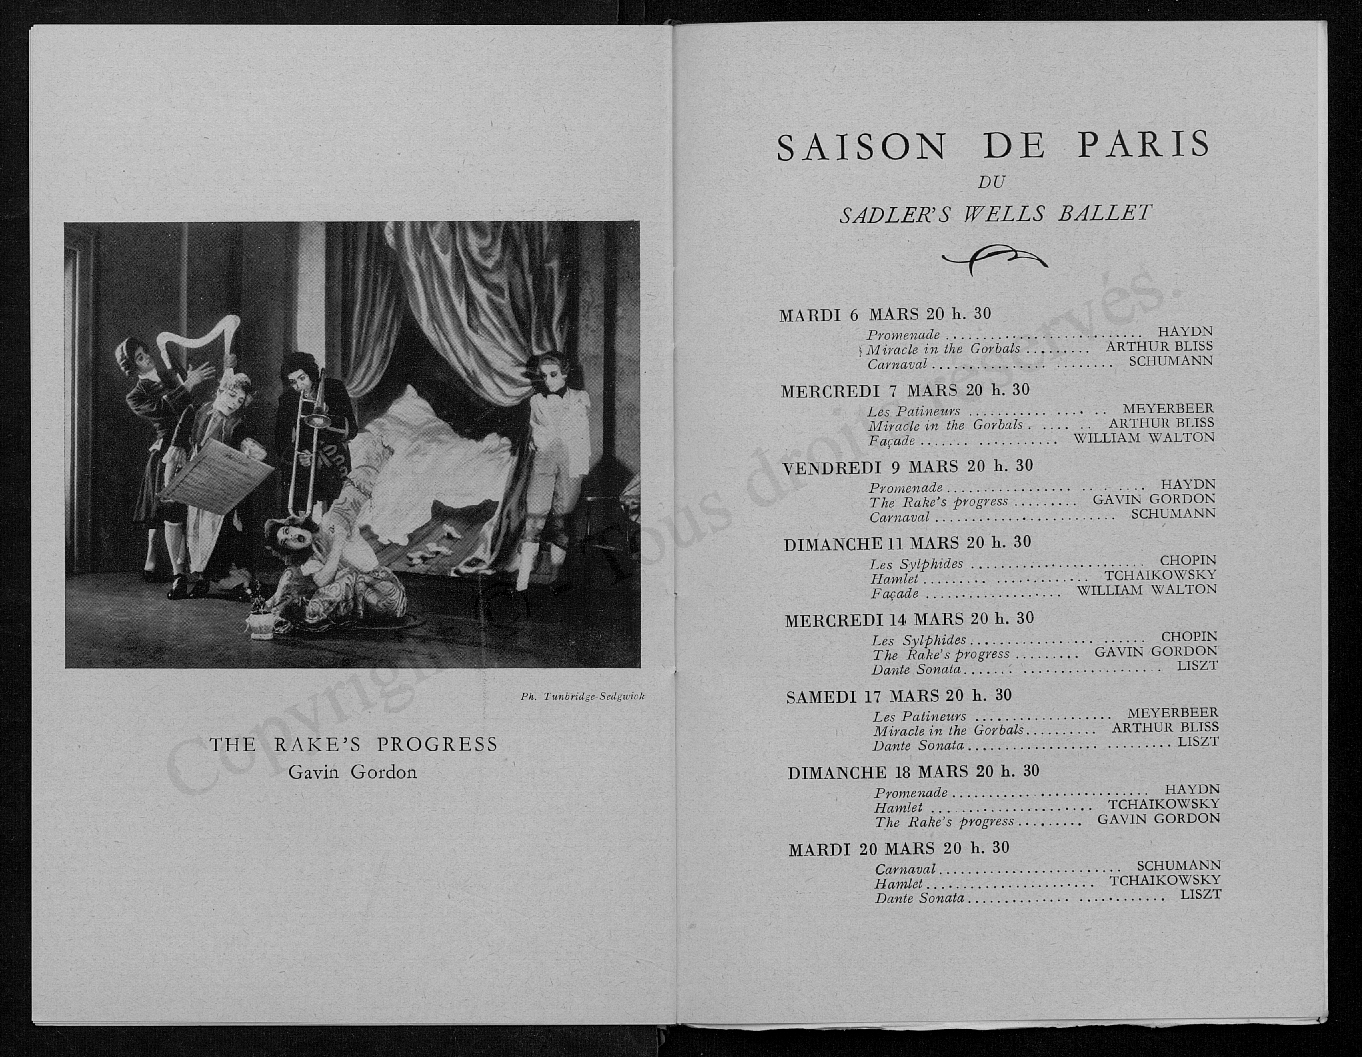 Ph. Tunbridge-Sedgwick
THE RAKE'S PROGRESS
Gavin Gordon
SAISON DE PARIS
DU
SADLER'S WELLS BALLET
MARDI 6 MARS 20 h. 30
Promenade ........................... HAYDN
Miracle in the Gorbals ......... ARTHUR BLISS
Carnaval ........................ SCHUMANN
MERCREDI 7 MARS 20 h. 30
Les Patineurs .................. MEYERBEER
Miracle in the Gorbals ........ ARTHUR BLISS
Façade .................. WILLIAM WALTON
VENDREDI 9 MARS 20 h. 30
Promenade ......................... HAYDN
The Rake's progress ......... GAVIN GORDON
Carnaval ........................ SCHUMANN
DIMANCHE 11 MARS 20 h. 30
Les Sylphides ....................... CHOPIN
Hamlet ..................... TCHAIKOWSKY
Façade .................. WILLIAM WALTON
MERCREDI 14 MARS 20 h. 30
Les Sylphides ....................... CHOPIN
The Rake's progress ......... GAVIN GORDON
Dante Sonata .......................... LISZT
SAMEDI 17 MARS 20 h. 30
Les Patineurs ................... MEYERBEER
Miracle in the Gorbals .......... ARTHUR BLISS
Dante Sonata .......................... LISZT
DIMANCHE 18 MARS 20 h. 30
Promenade .......................... HAYDN
Hamlet ...................... TCHAIKOWSKY
The Rake's progress ......... GAVIN GORDON
MARDI 20 MARS 20 h. 30
Carnaval ......................... SCHUMANN
Hamlet ....................... TCHAIKOWSKY
Dante Sonata .......................... LISZT
Copyright - Tous droits réservés.